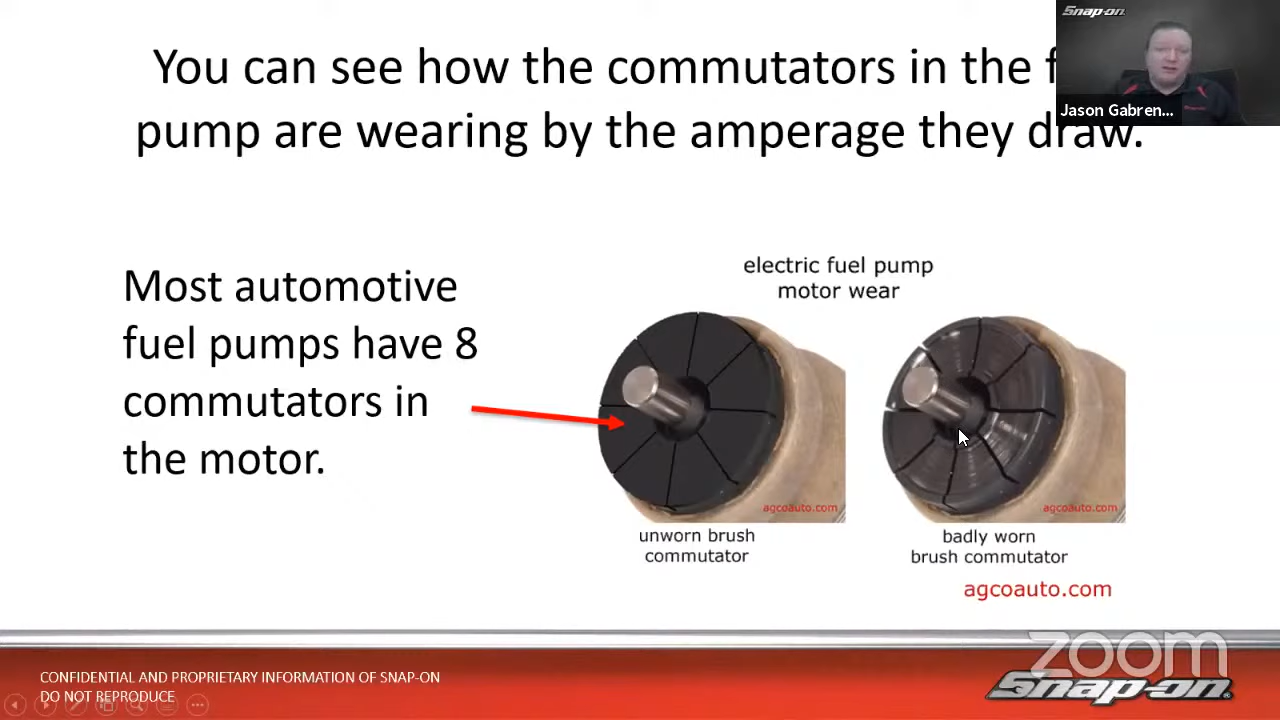 You can see how the commutators in the f
pump are wearing by the amperage they draw.
Snap-on
Jason Gabren...
Most automotive
fuel pumps have 8
commutators in
the motor.
electric fuel pump
motor wear
agcoauto.com
agcoauto.com
unworn brush
commutator
badly worn
brush commutator
agcoauto.com
CONFIDENTIAL AND PROPRIETARY INFORMATION OF SNAP-ON
DO NOT REPRODUCE
zoom
Snap-on